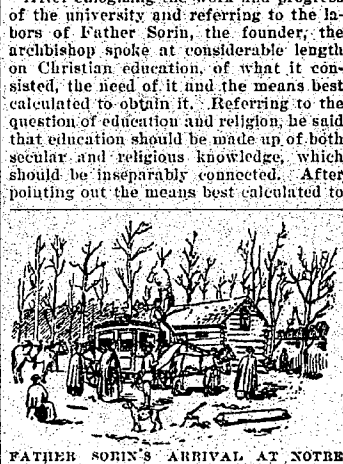 After eulogizing the work and progress
of the university and referring to the la-
bors of Father Sorin, the founder, the
archbishop spoke at considerable length
on Christian education, of what it con-
sisted, the need of it and the means best
calculated to obtain it. Referring to the
question of education and religion, he said
that education should be made up of both
secular and religious knowledge, which
should be inseparably connected. After
pointing out the means best calculated to
FATHER SORIN'S ARRIVAL AT NOTRE